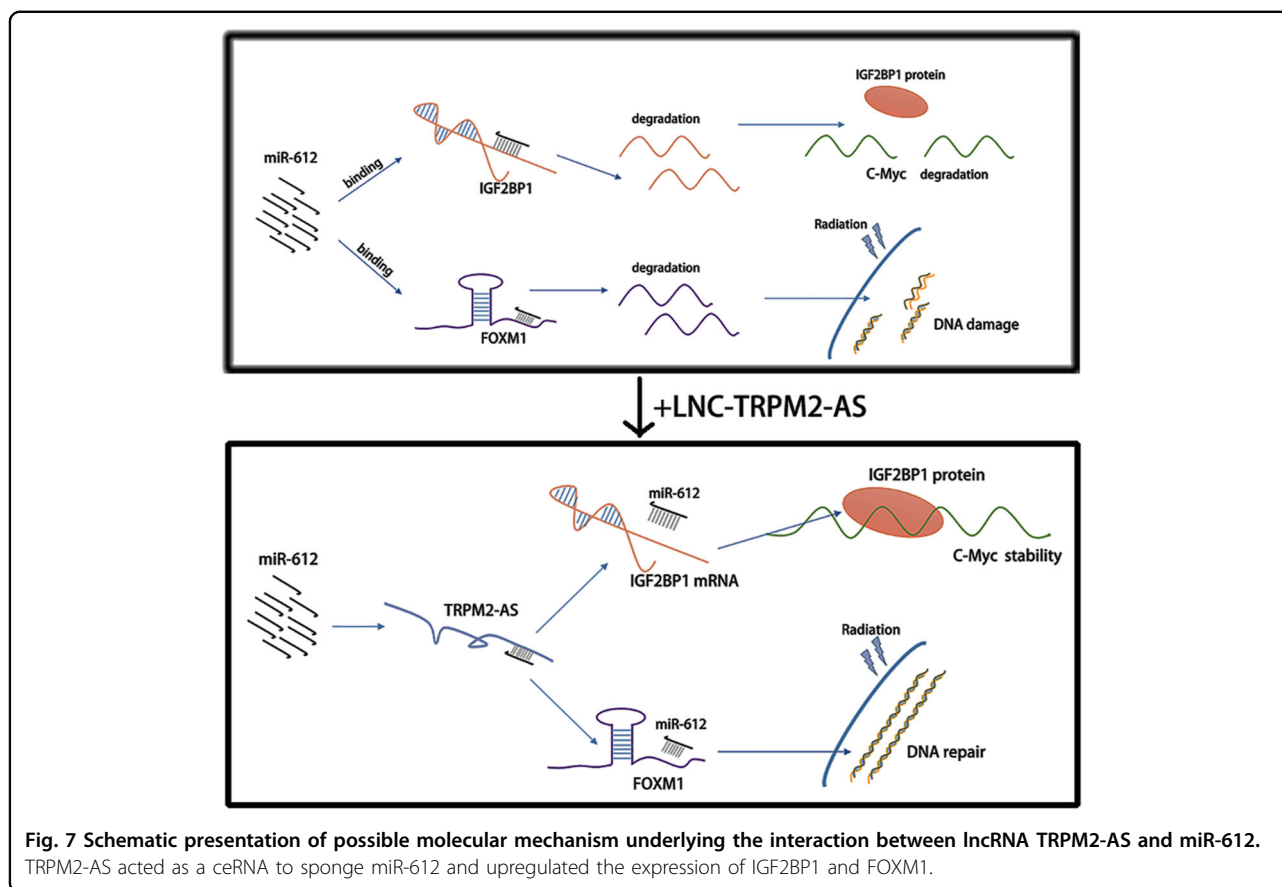 IGF2BP1 protein
degradation
miR-612
binding
IGF2BP1
C-Myc degradation
binding
Radiation
degradation
FOXM1
DNA damage
+LNC-TRPM2-AS
IGF2BP1 protein
miR-612
C-Myc stability
IGF2BP1 mRNA
miR-612
TRPM2-AS
Radiation
miR-612
DNA repair
FOXM1
Fig. 7 Schematic presentation of possible molecular mechanism underlying the interaction between lncRNA TRPM2-AS and miR-612.
TRPM2-AS acted as a ceRNA to sponge miR-612 and upregulated the expression of IGF2BP1 and FOXM1.